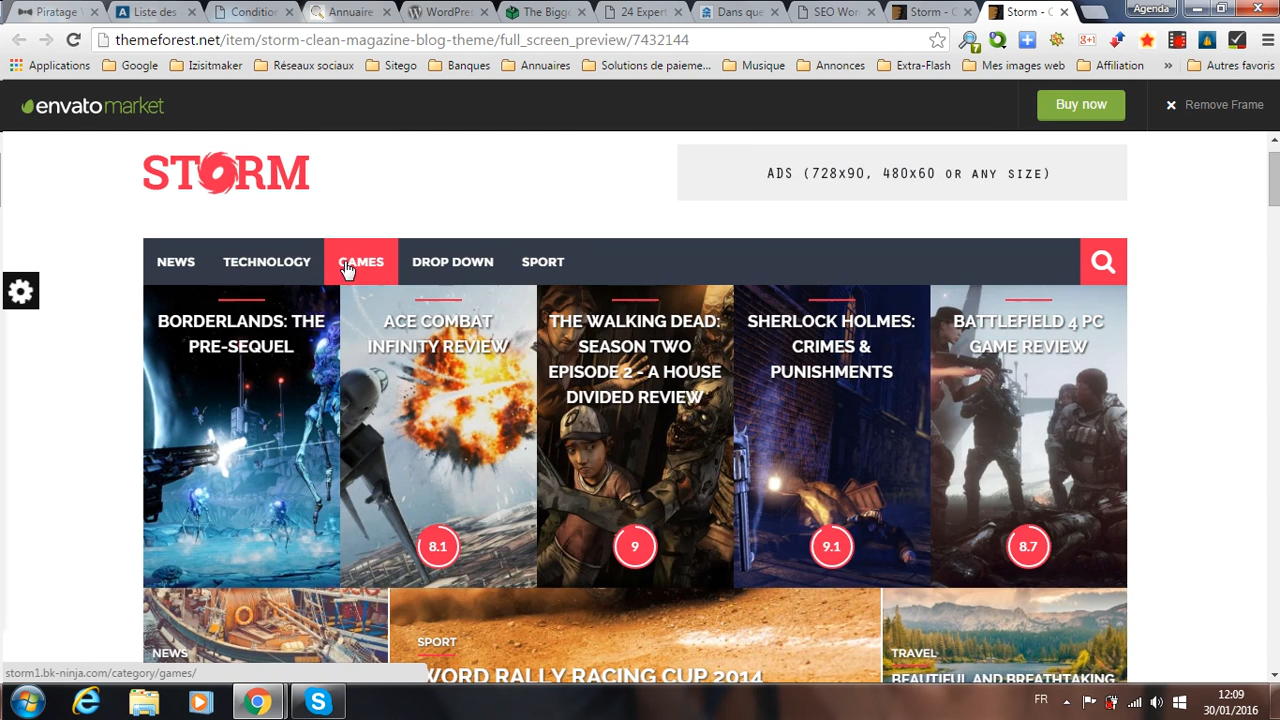 Piratage W
Liste des
Condition
Annuaire
WordPres
The Bigg
24 Expert
Dans que
SEO Wor
Storm - C
Storm - C
Agenda
themeforest.net/item/storm-clean-magazine-blog-theme/full_screen_preview/7432144
Applications
Google
Izisitmaker
Réseaux sociaux
Sitego
Banques
Annuaires
Solutions de paieme...
Musique
Annonces
Extra-Flash
Mes images web
Affiliation
»
Autres favoris
envatomarket
Buy now
Remove Frame
STORM
ADS (728x90, 480x60 OR ANY SIZE)
NEWS
TECHNOLOGY
GAMES
DROP DOWN
SPORT
BORDERLANDS: THE
PRE-SEQUEL
ACE COMBAT
INFINITY REVIEW
8.1
THE WALKING DEAD:
SEASON TWO
EPISODE 2 - A HOUSE
DIVIDED REVIEW
9
SHERLOCK HOLMES:
CRIMES &
PUNISHMENTS
9.1
BATTLEFIELD 4 PC
GAME REVIEW
8.7
NEWS
SPORT
WORD RALLY RACING CUP 2014
TRAVEL
BEAUTIFUL AND BREATHTAKING
storm1.bk-ninja.com/category/games/
FR
12:09
30/01/2016